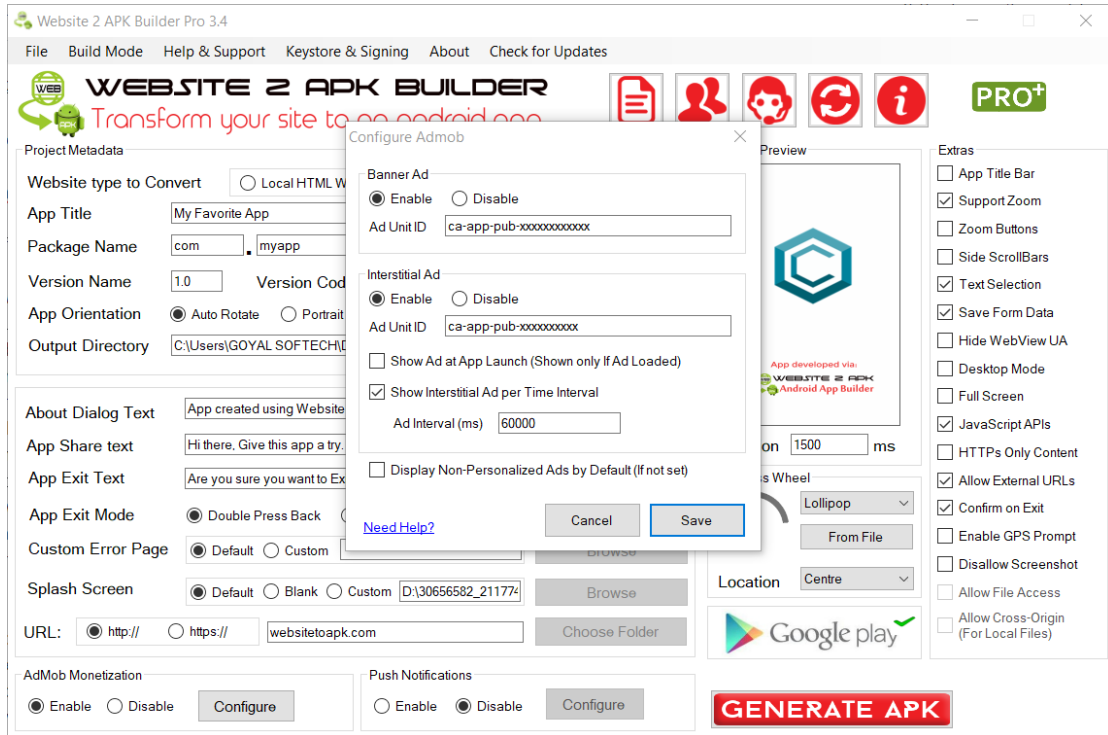 Website 2 APK Builder Pro 3.4
File Build Mode Help & Support Keystore & Signing About Check for Updates
WEB
APK
WEBSITE 2 APK BUILDER
Transform your site to an android app
PRO+
Project Metadata
Website type to Convert Local HTML W
App Title My Favorite App
Package Name com . myapp
Version Name 1.0 Version Cod
App Orientation Auto Rotate Portrait
Output Directory C:\Users\GOYAL SOFTECH\D
About Dialog Text App created using Website
App Share text Hi there, Give this app a try.
App Exit Text Are you sure you want to Ex
App Exit Mode Double Press Back
Custom Error Page Default Custom Browse
Splash Screen Default Blank Custom D:\30656582_211774 Browse
URL: http:// https:// websitetoapk.com Choose Folder
AdMob Monetization
Enable Disable Configure
Push Notifications
Enable Disable Configure
Configure Admob
Banner Ad
Enable Disable
Ad Unit ID ca-app-pub-xxxxxxxxxxxx
Interstitial Ad
Enable Disable
Ad Unit ID ca-app-pub-xxxxxxxxxx
Show Ad at App Launch (Shown only If Ad Loaded)
Show Interstitial Ad per Time Interval
Ad Interval (ms) 60000
Display Non-Personalized Ads by Default (If not set)
Need Help? Cancel Save
Preview
App developed via:
WEBSITE 2 APK
Android App Builder
on 1500 ms
s Wheel
Lollipop
From File
Location Centre
Google play
GENERATE APK
Extras
App Title Bar
Support Zoom
Zoom Buttons
Side ScrollBars
Text Selection
Save Form Data
Hide WebView UA
Desktop Mode
Full Screen
JavaScript APIs
HTTPs Only Content
Allow External URLs
Confirm on Exit
Enable GPS Prompt
Disallow Screenshot
Allow File Access
Allow Cross-Origin
(For Local Files)